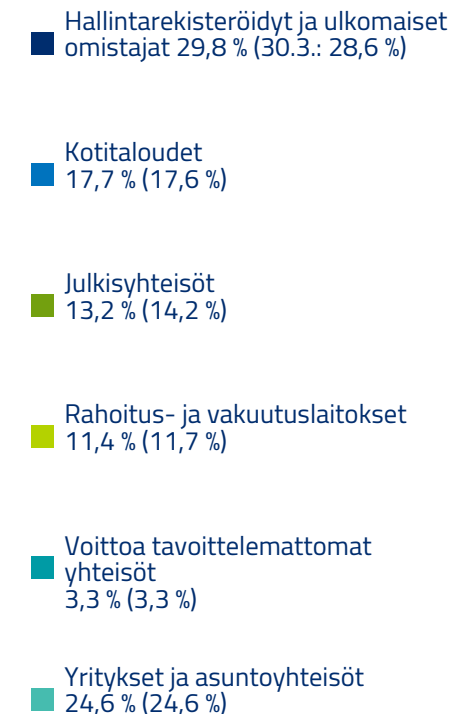 Hallintarekisteröidyt ja ulkomaiset
omistajat 29,8 % (30.3.: 28,6 %)
Kotitaloudet
17,7 % (17,6 %)
Julkisyhteisöt
13,2 % (14,2 %)
Rahoitus- ja vakuutuslaitokset
11,4 % (11,7 %)
Voittoa tavoittelemattomat
yhteisöt
3,3 % (3,3 %)
Yritykset ja asuntoyhteisöt
24,6 % (24,6 %)